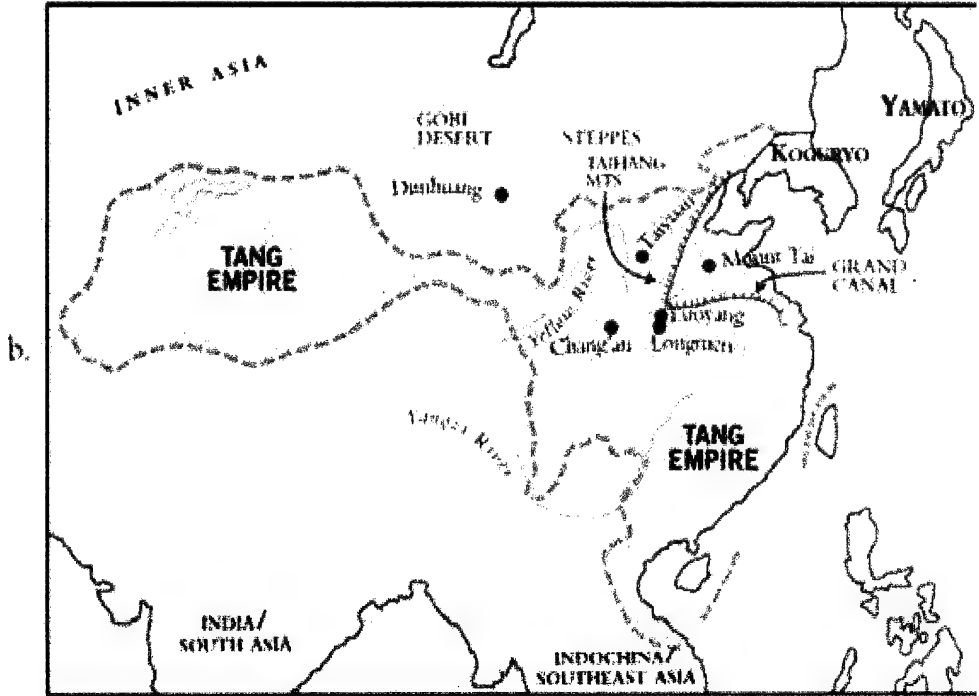 INNER ASIA
GOBI
DESERT
STEPPES
TAIHANG
MTS
YAMATO
KOGURYO
Dunhuang
Taiyuan
Mount Tai
GRAND
CANAL
TANG
EMPIRE
Yellow River
Luoyang
Chang'an
Longmen
b.
Yangzi River
TANG
EMPIRE
INDIA/
SOUTH ASIA
INDOCHINA/
SOUTHEAST ASIA